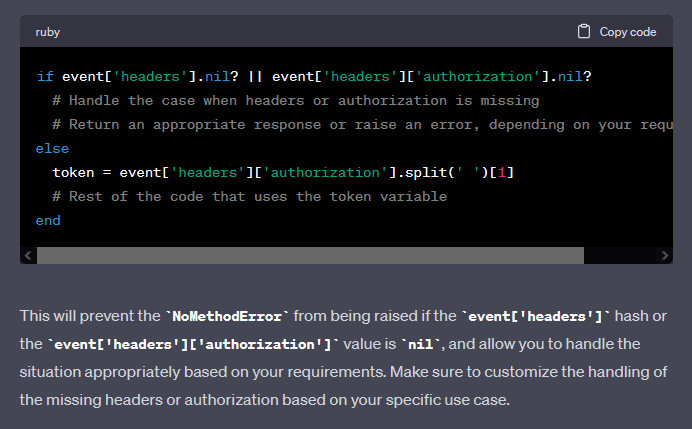 ruby
Copy code
if event['headers'].nil? || event['headers']['authorization'].nil?
# Handle the case when headers or authorization is missing
# Return an appropriate response or raise an error, depending on your requ
else
token = event['headers']['authorization'].split(' ')[1]
# Rest of the code that uses the token variable
end
This will prevent the `NoMethodError` from being raised if the `event['headers']` hash or
the `event['headers']['authorization']` value is `nil`, and allow you to handle the
situation appropriately based on your requirements. Make sure to customize the handling of
the missing headers or authorization based on your specific use case.